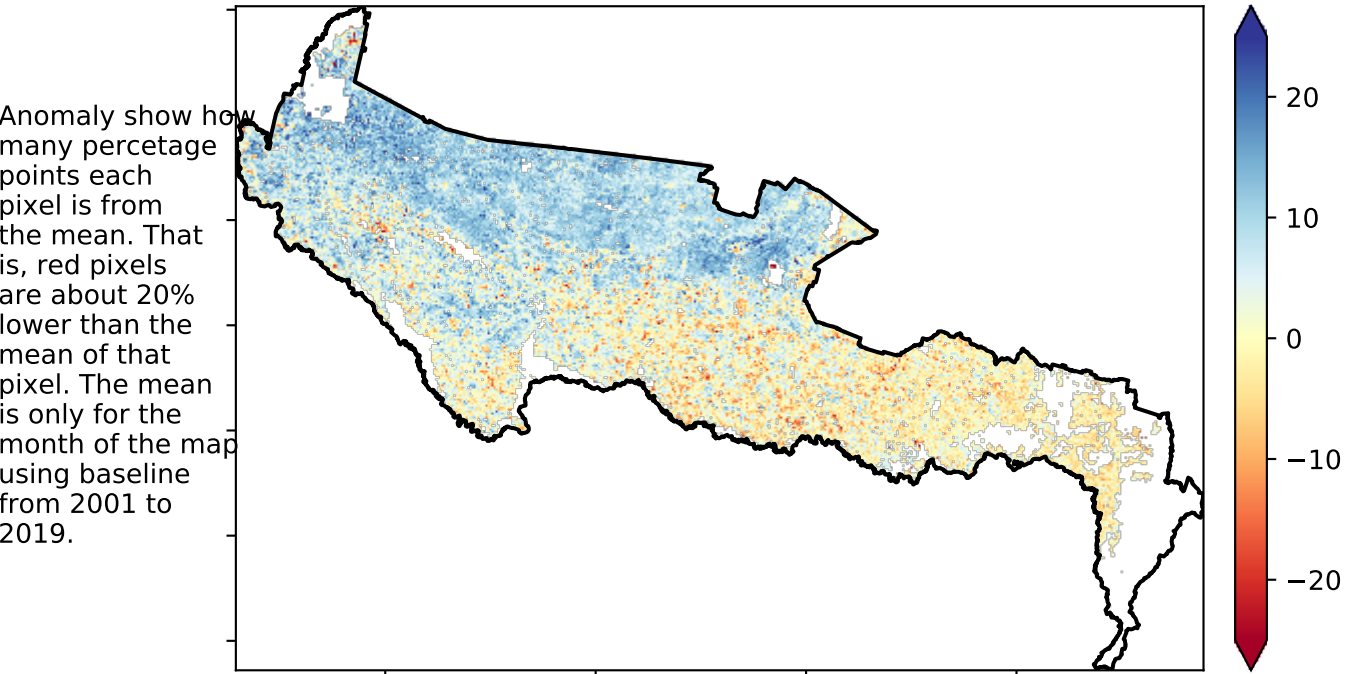 Anomaly show how
many percetage
points each
pixel is from
the mean. That
is, red pixels
are about 20%
lower than the
mean of that
pixel. The mean
is only for the
month of the map
using baseline
from 2001 to
2019.
20
10
0
−10
−20